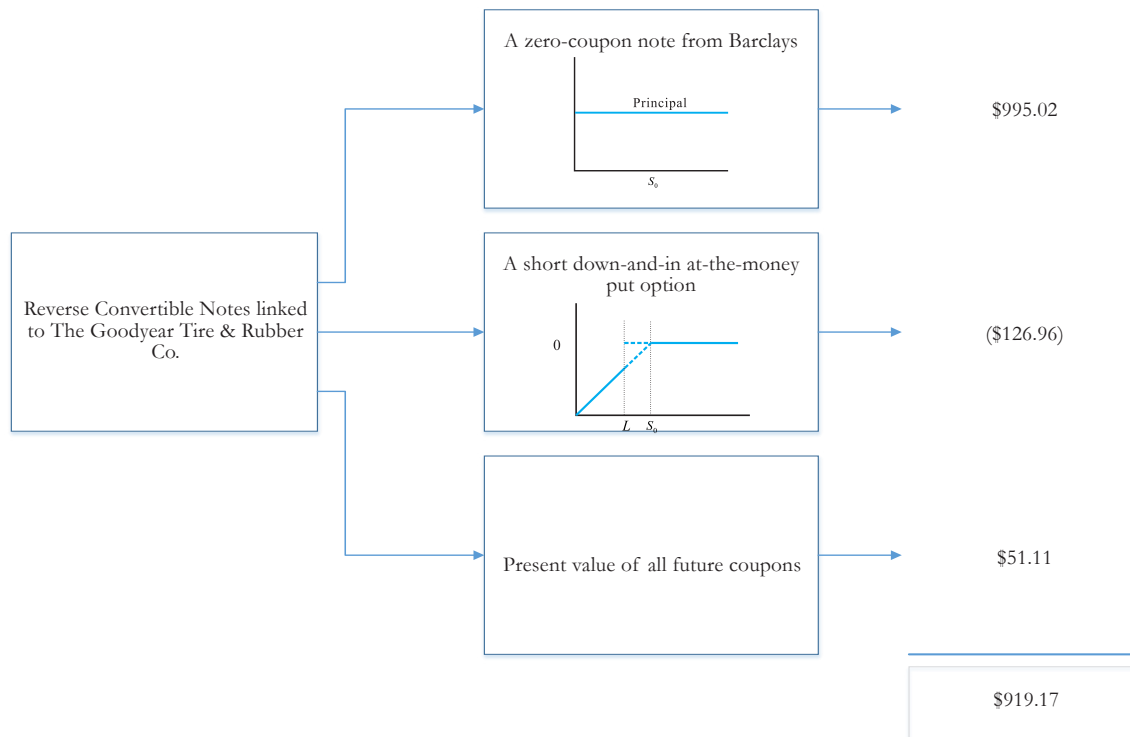 A zero-coupon note from Barclays
Principal
S₀
$995.02
Reverse Convertible Notes linked
to The Goodyear Tire & Rubber
Co.
A short down-and-in at-the-money
put option
0
L S₀
($126.96)
Present value of all future coupons
$51.11
$919.17